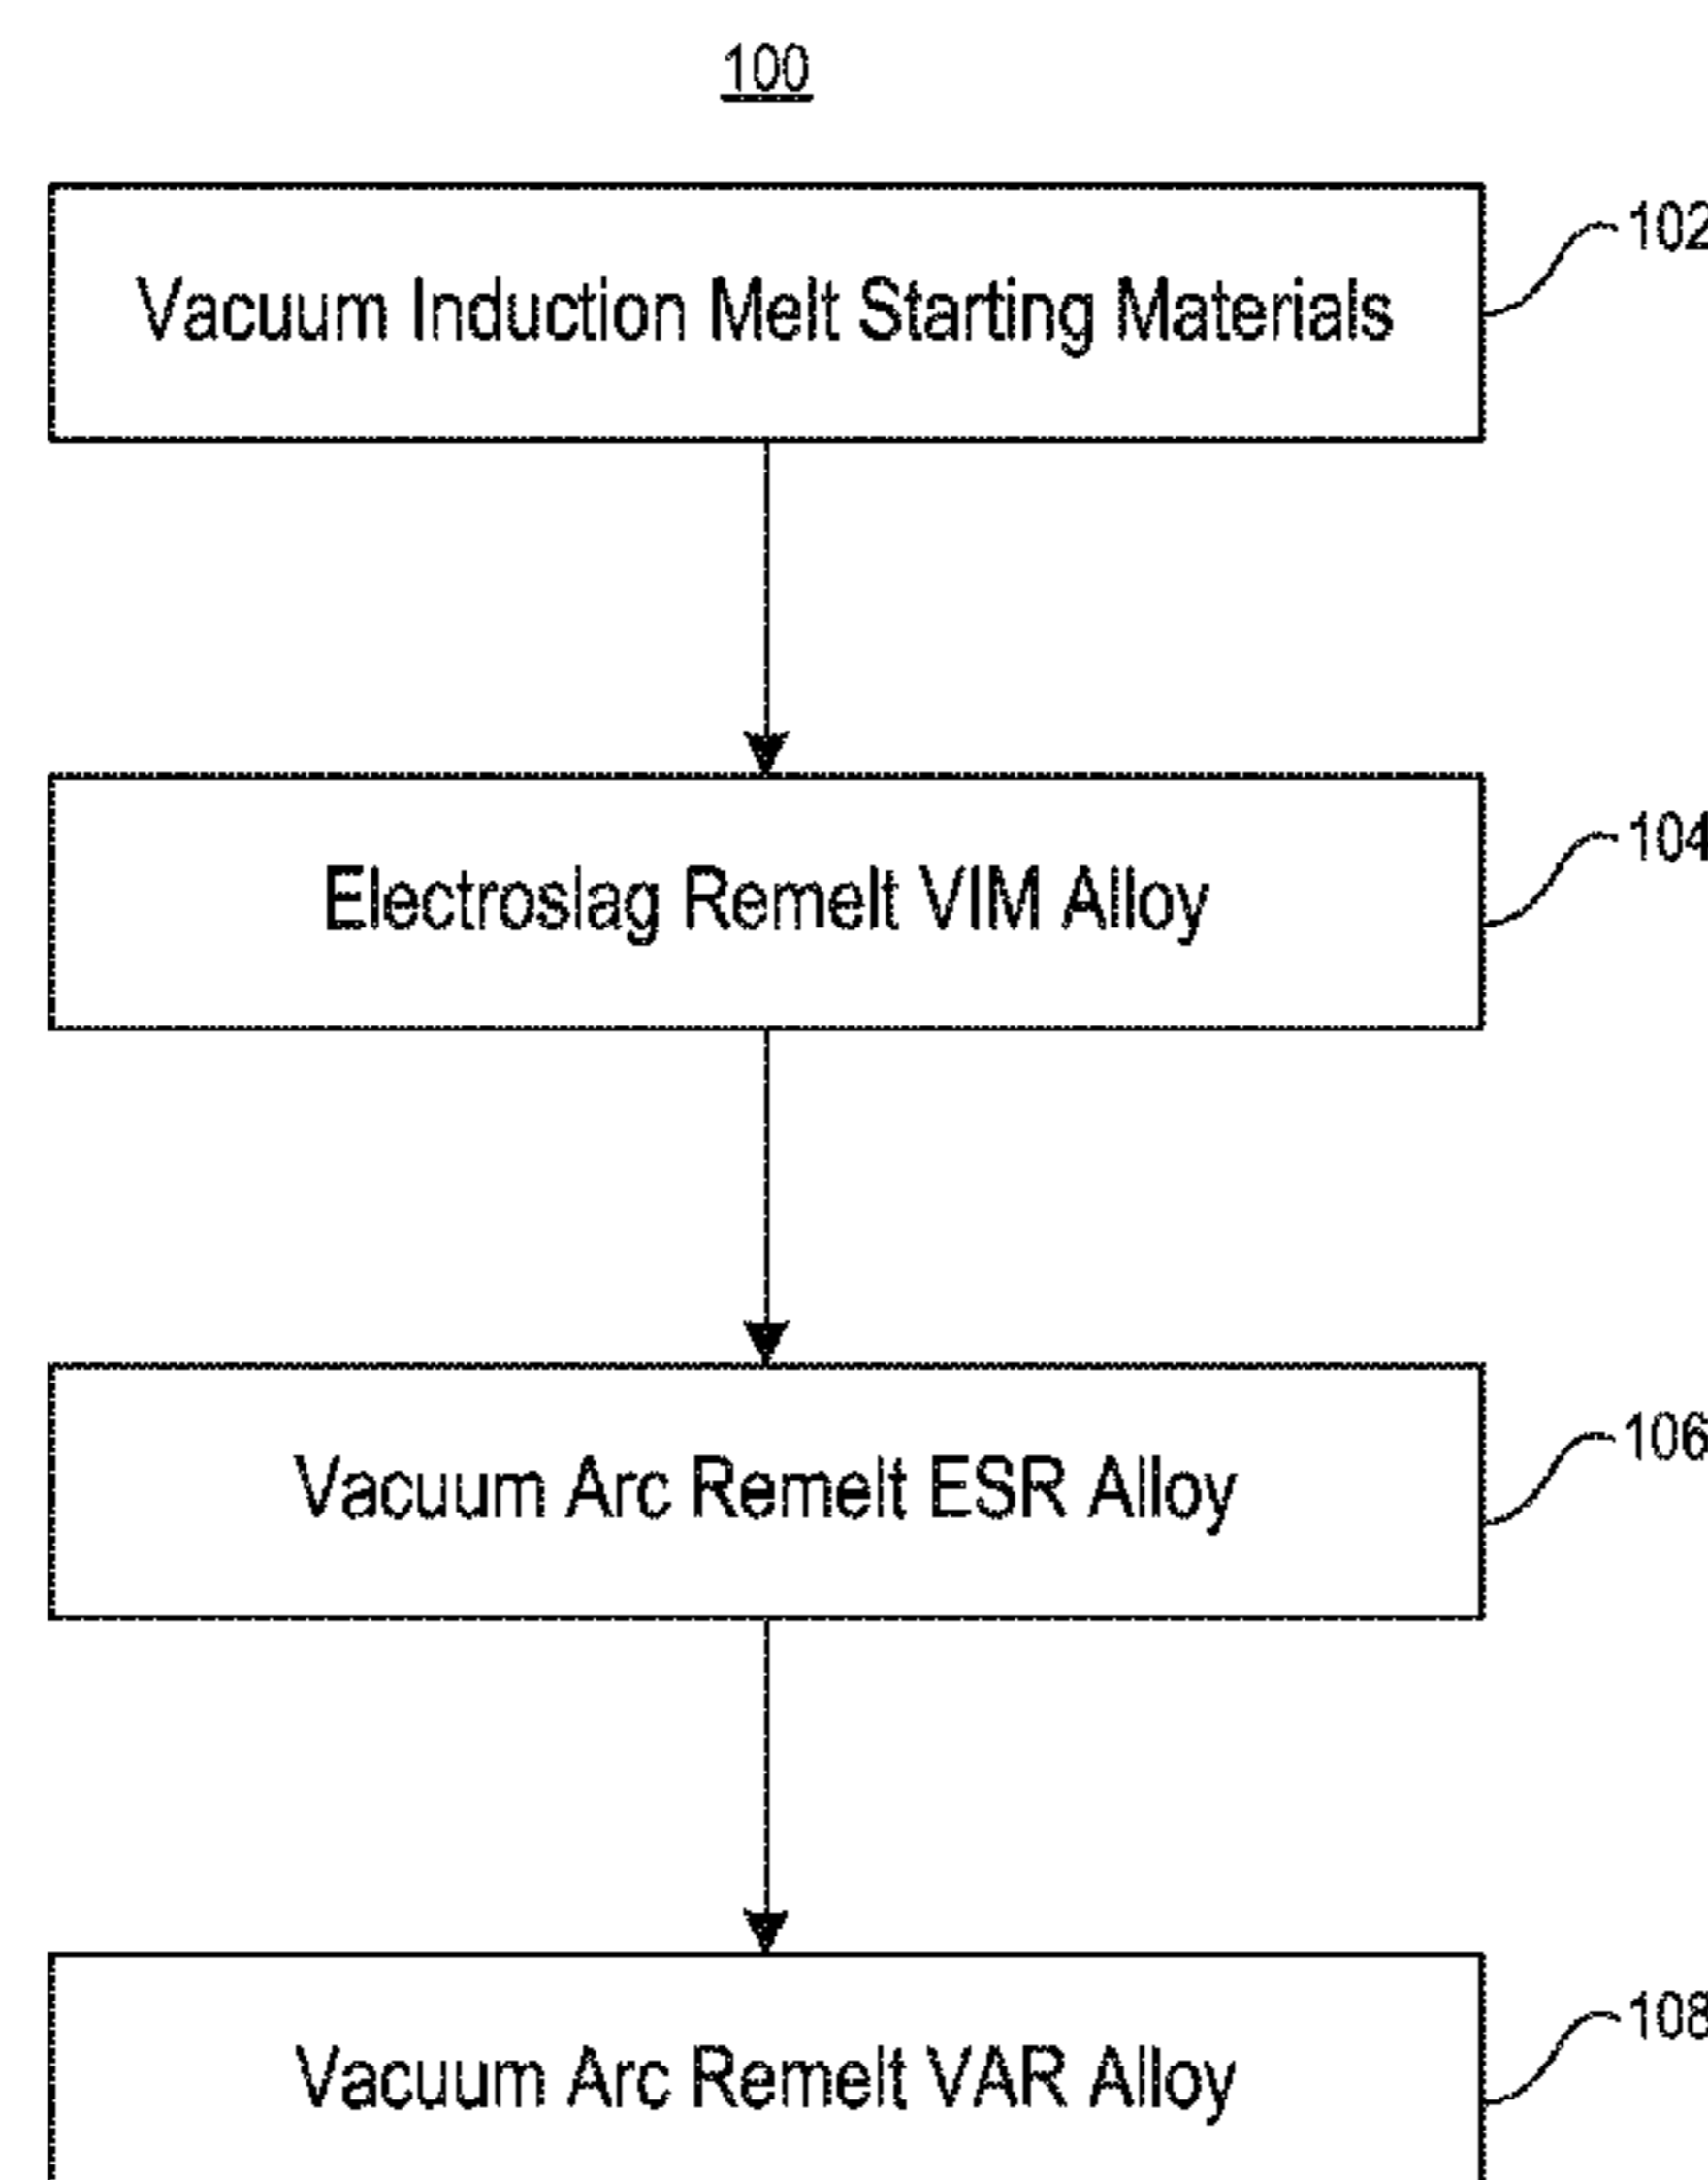 100
Vacuum Induction Melt Starting Materials
102
Electroslag Remelt VIM Alloy
104
Vacuum Arc Remelt ESR Alloy
106
Vacuum Arc Remelt VAR Alloy
108